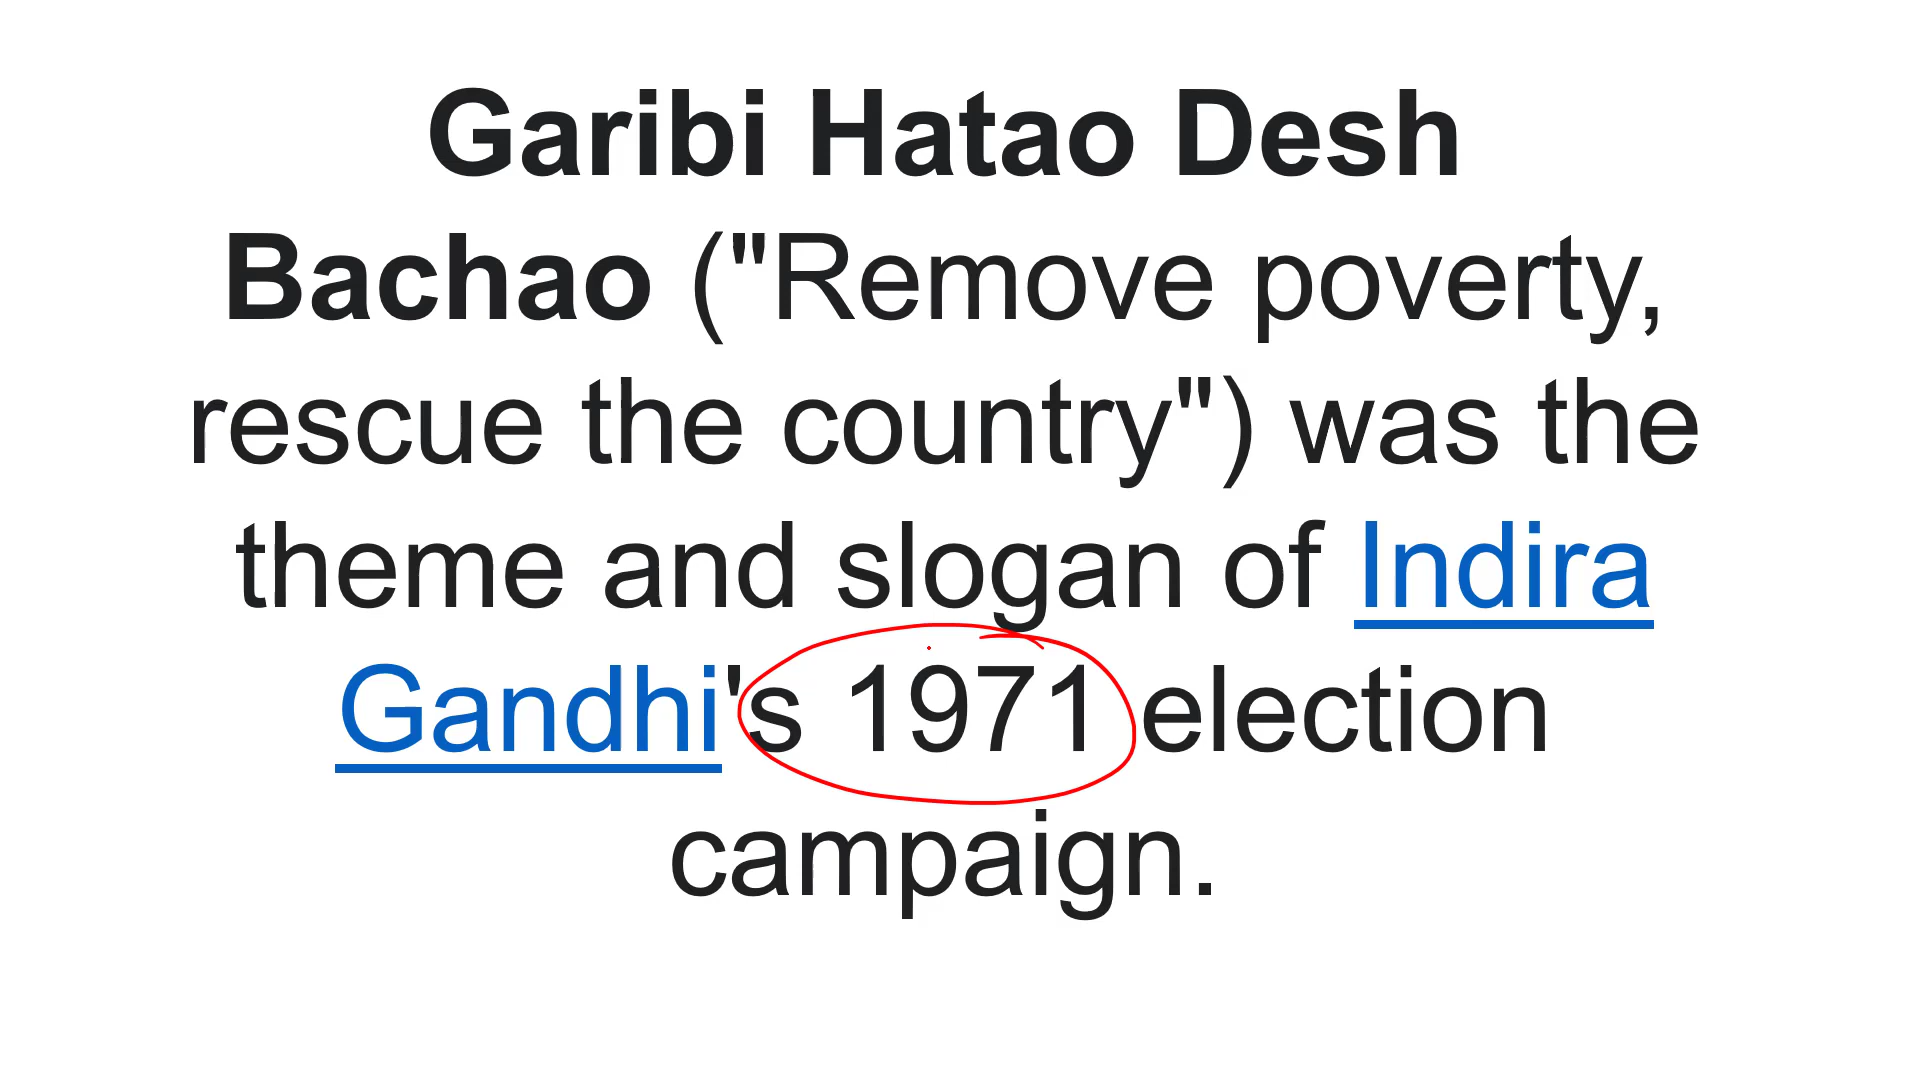 Garibi Hatao Desh
Bachao ("Remove poverty,
rescue the country") was the
theme and slogan of Indira
Gandhi's 1971 election
campaign.